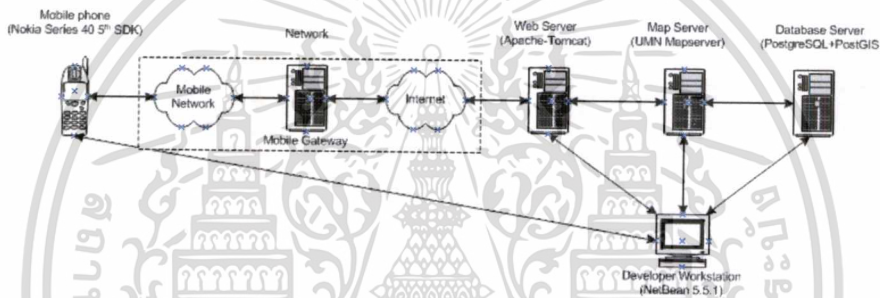 Mobile phone
(Nokia Series 40 5th SDK)
Network
Web Server
(Apache-Tomcat)
Map Server
(UMN Mapserver)
Database Server
(PostgreSQL+PostGIS
Mobile
Network
Internet
Mobile Gateway
Developer Workstation
(NetBean 5.5.1)